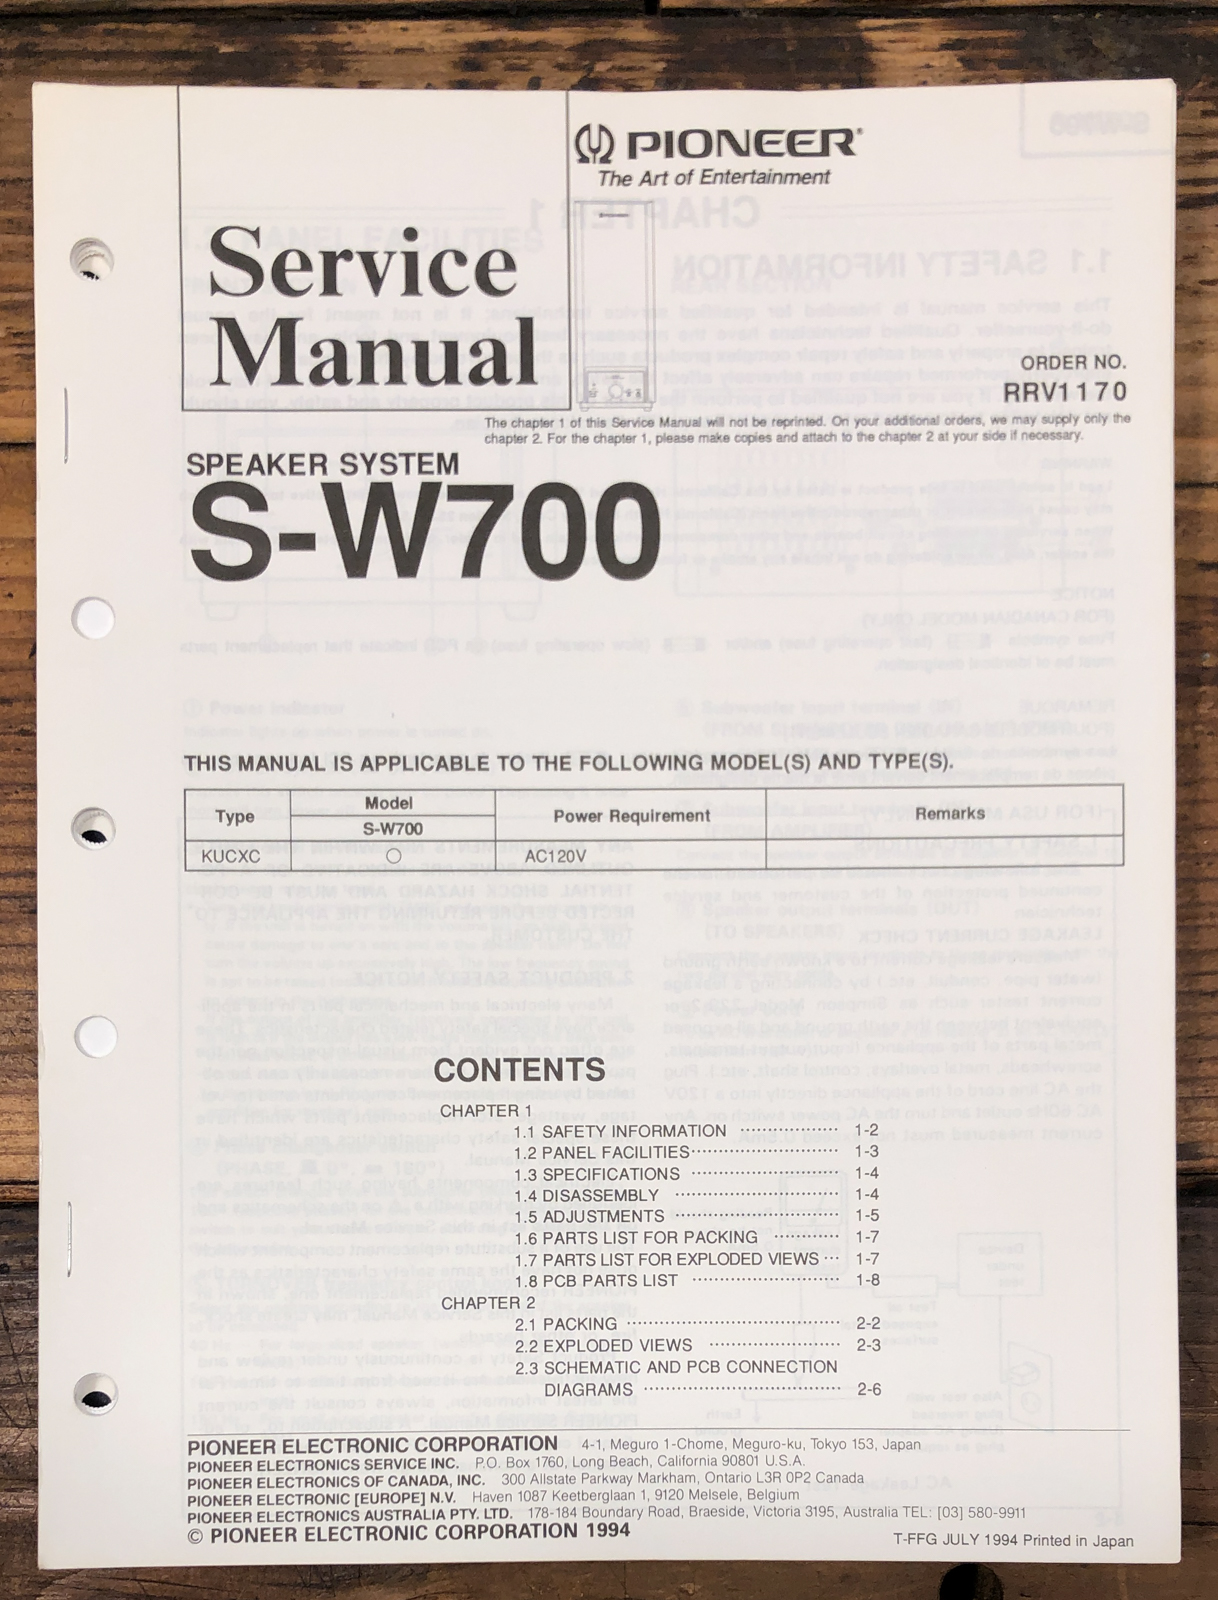 PIONEER®
The Art of Entertainment
Service
Manual
ORDER NO.
RRV1170
The chapter 1 of this Service Manual will not be reprinted. On your additional orders, we may supply only the
chapter 2. For the chapter 1, please make copies and attach to the chapter 2 at your side if necessary.
SPEAKER SYSTEM
S-W700
THIS MANUAL IS APPLICABLE TO THE FOLLOWING MODEL(S) AND TYPE(S).
Type Model Power Requirement Remarks
S-W700
KUCXC ○ AC120V
CONTENTS
CHAPTER 1
1.1 SAFETY INFORMATION ················ 1-2
1.2 PANEL FACILITIES························ 1-3
1.3 SPECIFICATIONS ························ 1-4
1.4 DISASSEMBLY ··························· 1-4
1.5 ADJUSTMENTS ··························· 1-5
1.6 PARTS LIST FOR PACKING ··········· 1-7
1.7 PARTS LIST FOR EXPLODED VIEWS ··· 1-7
1.8 PCB PARTS LIST ························ 1-8
CHAPTER 2
2.1 PACKING ··································· 2-2
2.2 EXPLODED VIEWS ······················ 2-3
2.3 SCHEMATIC AND PCB CONNECTION
DIAGRAMS ································ 2-6
PIONEER ELECTRONIC CORPORATION 4-1, Meguro 1-Chome, Meguro-ku, Tokyo 153, Japan
PIONEER ELECTRONICS SERVICE INC. P.O. Box 1760, Long Beach, California 90801 U.S.A.
PIONEER ELECTRONICS OF CANADA, INC. 300 Allstate Parkway Markham, Ontario L3R 0P2 Canada
PIONEER ELECTRONIC [EUROPE] N.V. Haven 1087 Keetberglaan 1, 9120 Melsele, Belgium
PIONEER ELECTRONICS AUSTRALIA PTY. LTD. 178-184 Boundary Road, Braeside, Victoria 3195, Australia TEL: [03] 580-9911
© PIONEER ELECTRONIC CORPORATION 1994
T-FFG JULY 1994 Printed in Japan